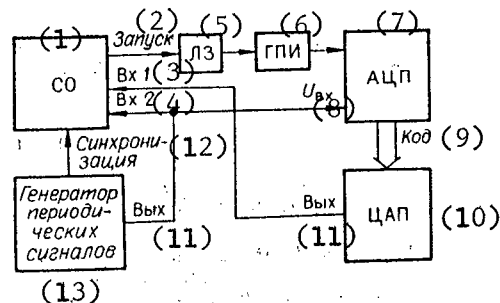 (1)
(2)
(5)
(6)
(7)
СО
Запуск
ЛЗ
ГПИ
АЦП
Вх 1
(3)
Вх 2
(4)
Uвх
(8)
Синхрони-
зация
(12)
Код
(9)
Генератор
периоди-
ческих
сигналов
Вых
(11)
Вых
(11)
ЦАП
(10)
(13)